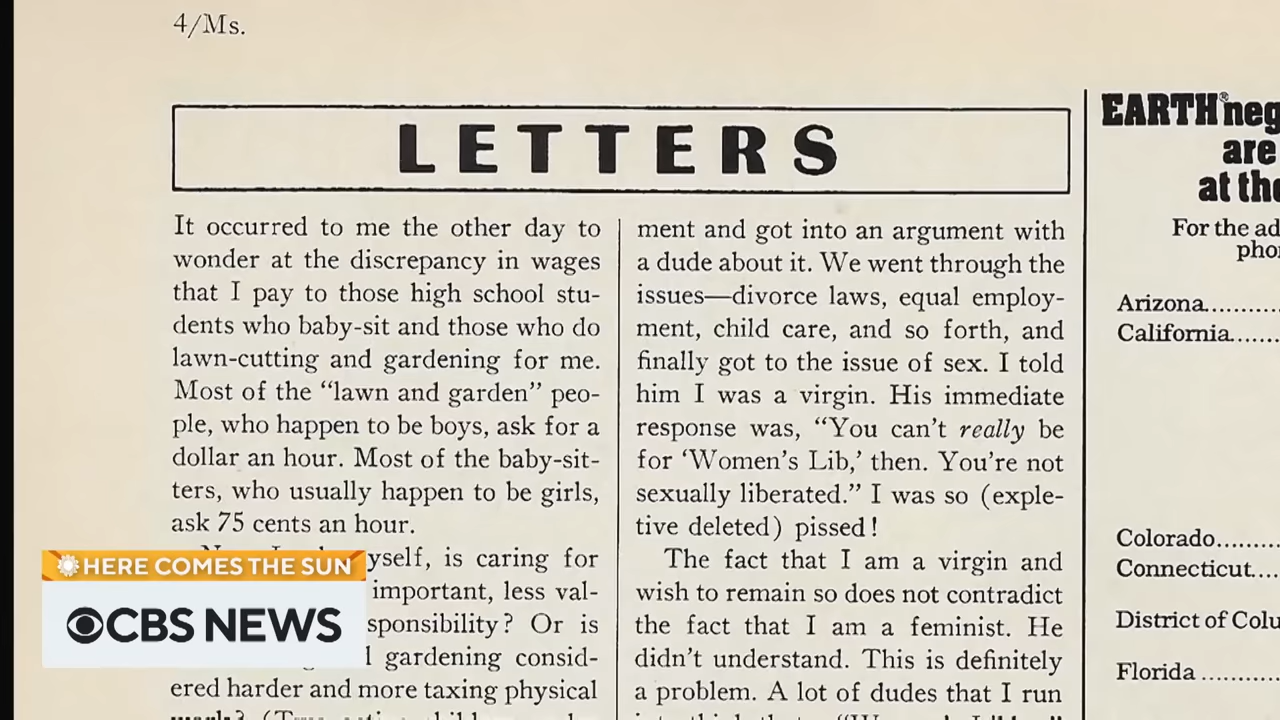 4/Ms.
LETTERS
It occurred to me the other day to
wonder at the discrepancy in wages
that I pay to those high school stu-
dents who baby-sit and those who do
lawn-cutting and gardening for me.
Most of the “lawn and garden” peo-
ple, who happen to be boys, ask for a
dollar an hour. Most of the baby-sit-
ters, who usually happen to be girls,
ask 75 cents an hour.
yself, is caring for
important, less val-
sponsibility? Or is
gardening consid-
ered harder and more taxing physical
ment and got into an argument with
a dude about it. We went through the
issues—divorce laws, equal employ-
ment, child care, and so forth, and
finally got to the issue of sex. I told
him I was a virgin. His immediate
response was, “You can’t really be
for ‘Women’s Lib,’ then. You’re not
sexually liberated.” I was so (exple-
tive deleted) pissed!
The fact that I am a virgin and
wish to remain so does not contradict
the fact that I am a feminist. He
didn’t understand. This is definitely
a problem. A lot of dudes that I run
EARTH® neg
are
at the
For the ad
pho
Arizona..........
California......
Colorado........
Connecticut....
District of Colu
Florida ..........
HERE COMES THE SUN
CBS NEWS